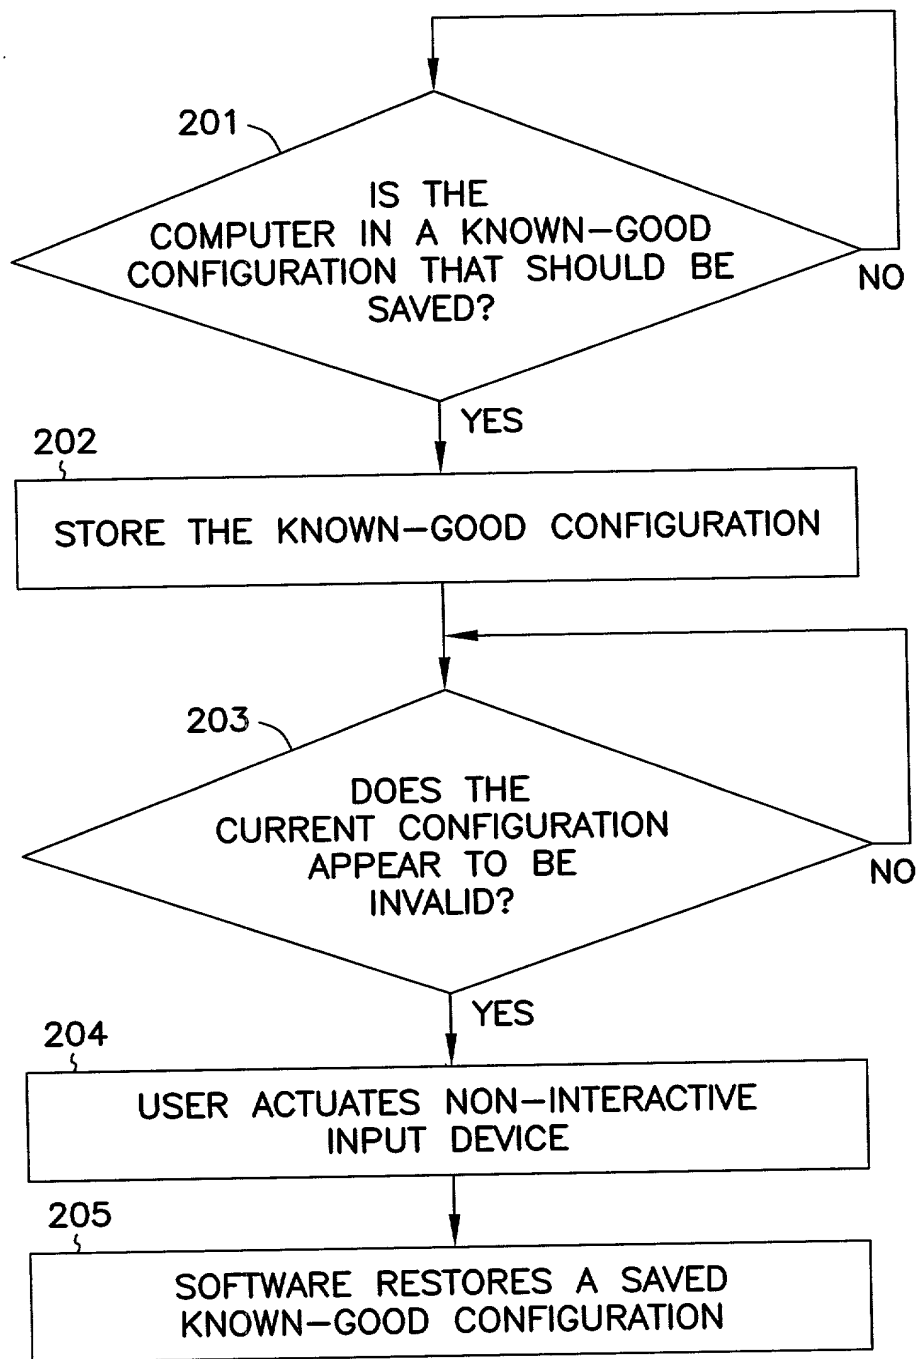 201
IS THE
COMPUTER IN A KNOWN-GOOD
CONFIGURATION THAT SHOULD BE
SAVED?
NO
YES
202
STORE THE KNOWN-GOOD CONFIGURATION
203
DOES THE
CURRENT CONFIGURATION
APPEAR TO BE
INVALID?
NO
YES
204
USER ACTUATES NON-INTERACTIVE
INPUT DEVICE
205
SOFTWARE RESTORES A SAVED
KNOWN-GOOD CONFIGURATION